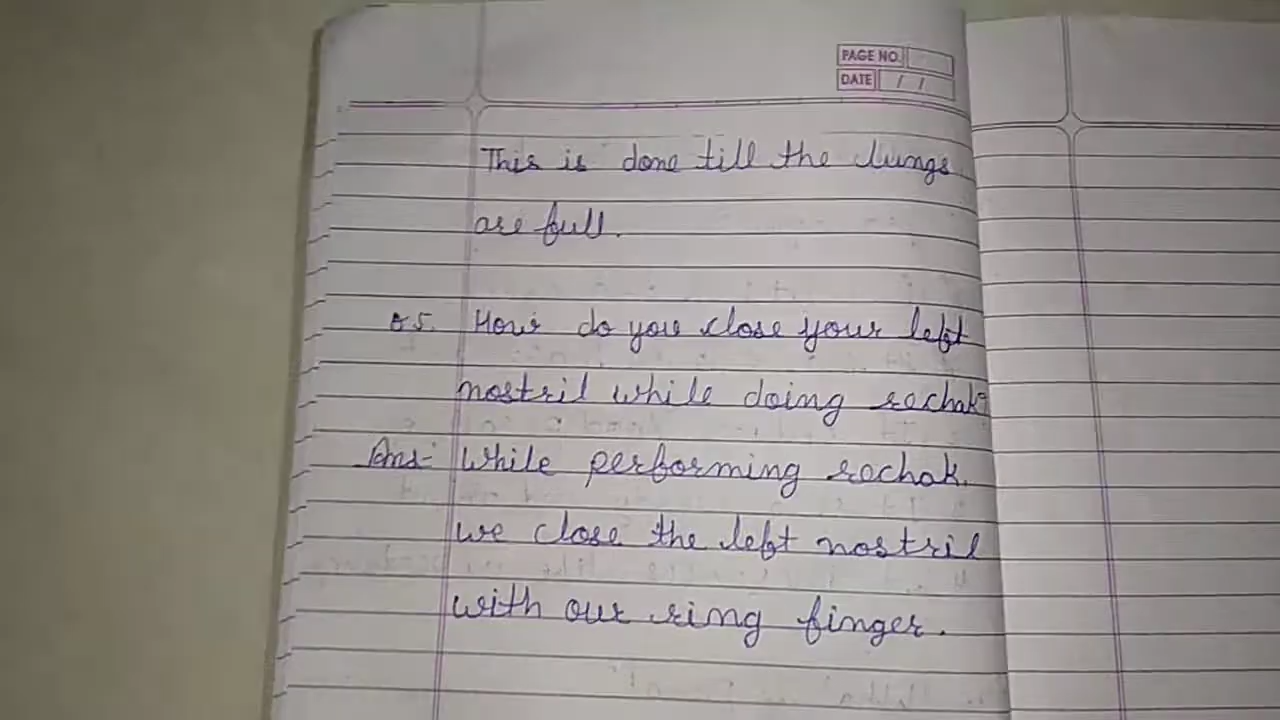 PAGE NO.
DATE / /
This is done till the lungs
are full.
Q 5. How do you close your left
nostril while doing rechak?
Ans- While performing rechak.
we close the left nostril
with our ring finger.